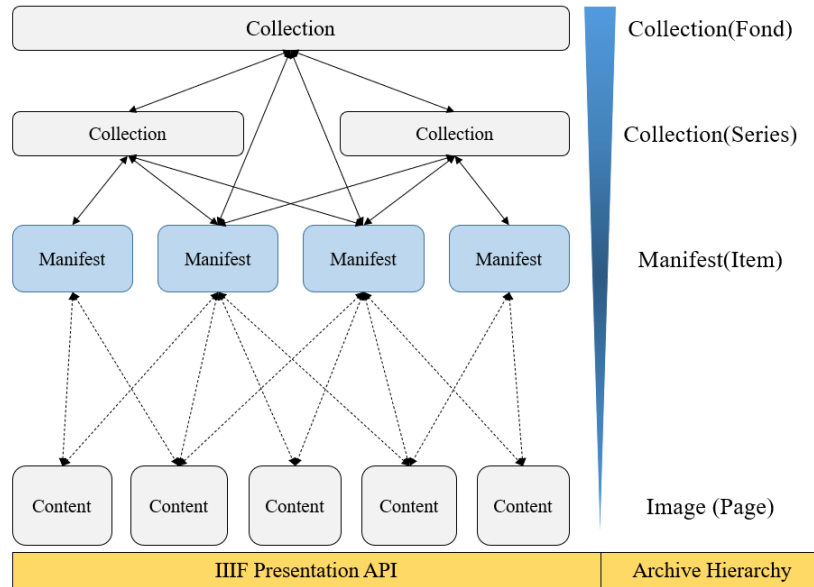 Collection
Collection(Fond)
Collection
Collection
Collection(Series)
Manifest
Manifest
Manifest
Manifest
Manifest(Item)
Content
Content
Content
Content
Content
Image (Page)
IIIF Presentation API
Archive Hierarchy